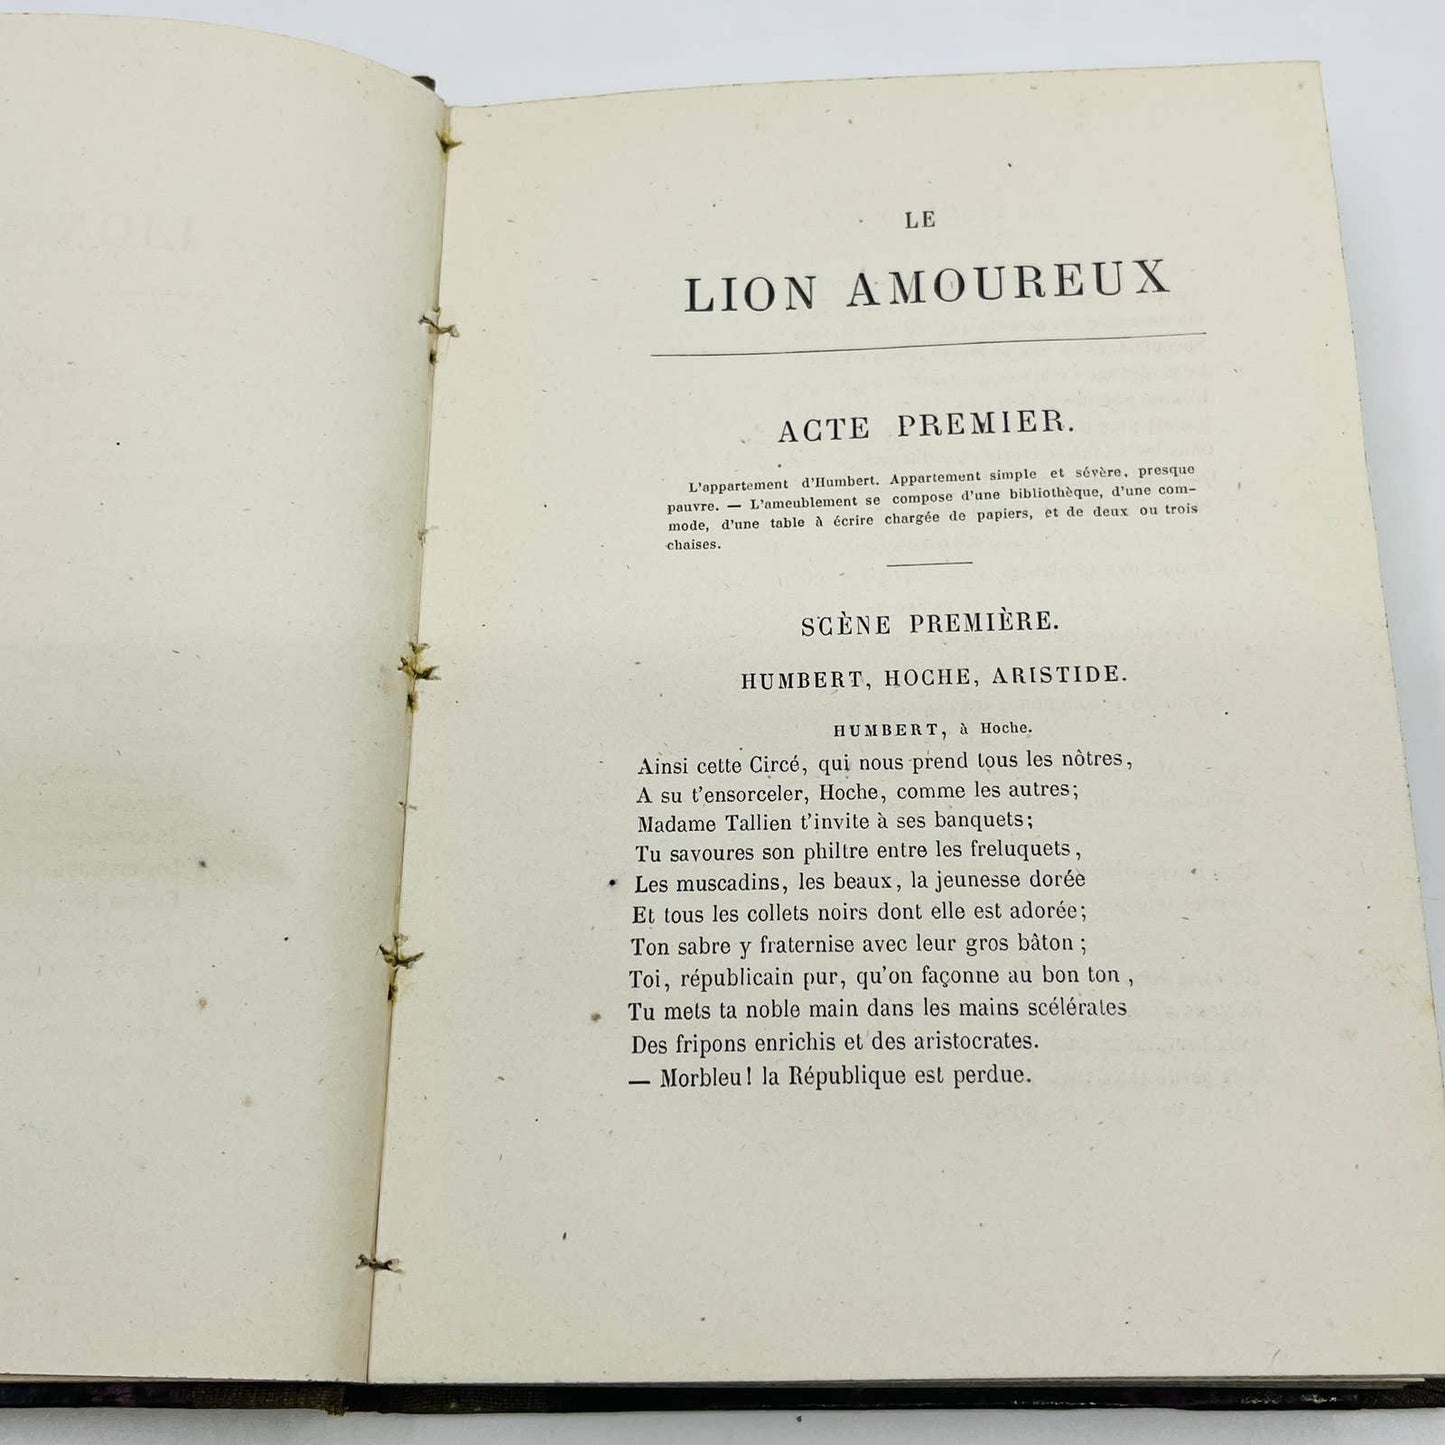 LE
LION AMOUREUX
ACTE PREMIER.
L'appartement d'Humbert. Appartement simple et sévère, presque
pauvre. — L'ameublement se compose d'une bibliothèque, d'une com-
mode, d'une table à écrire chargée de papiers, et de deux ou trois
chaises.
SCÈNE PREMIÈRE.
HUMBERT, HOCHE, ARISTIDE.
HUMBERT, à Hoche.
Ainsi cette Circé, qui nous prend tous les nôtres,
A su t'ensorceler, Hoche, comme les autres;
Madame Tallien t'invite à ses banquets;
Tu savoures son philtre entre les freluquets,
Les muscadins, les beaux, la jeunesse dorée
Et tous les collets noirs dont elle est adorée;
Ton sabre y fraternise avec leur gros bâton;
Toi, républicain pur, qu'on façonne au bon ton,
Tu mets ta noble main dans les mains scélérates
Des fripons enrichis et des aristocrates.
— Morbleu! la République est perdue.